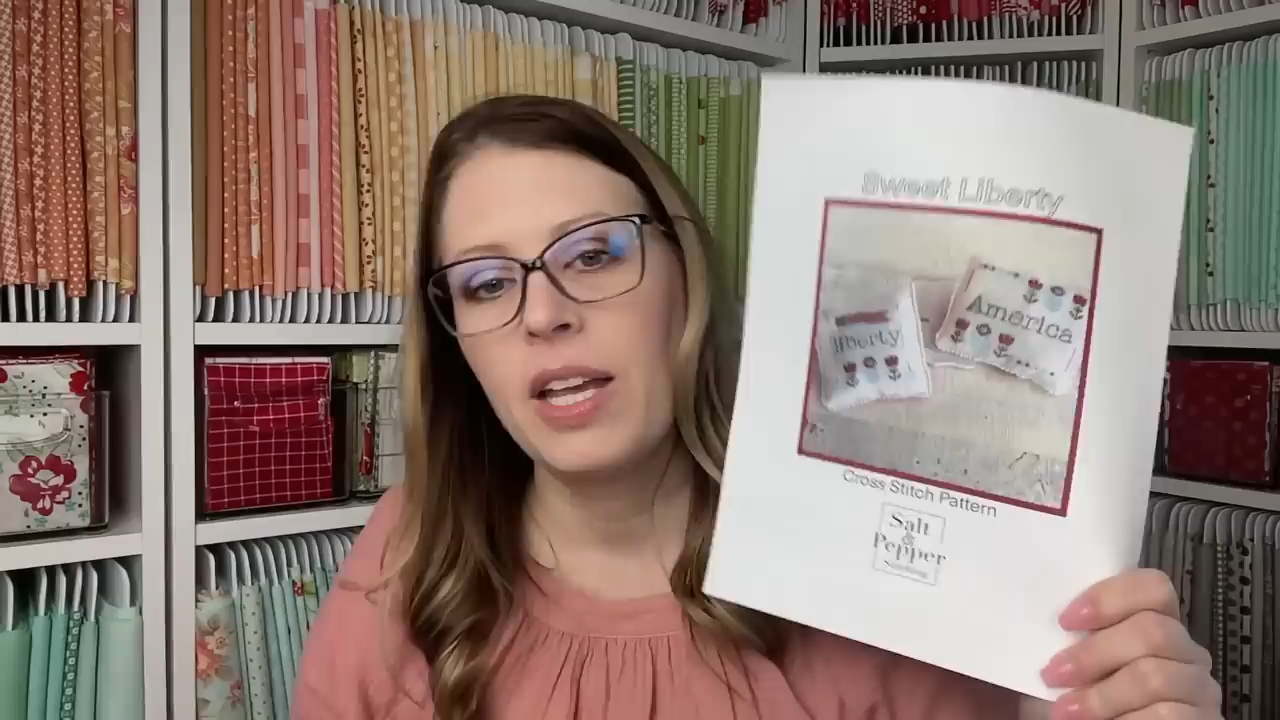 Sweet Liberty
liberty
America
Cross Stitch Pattern
Salt
&
Pepper